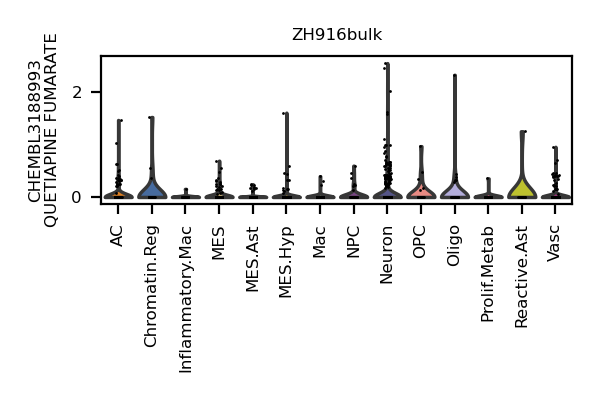 ZH916bulk
CHEMBL3188993
QUETIAPINE FUMARATE
2
0
AC
Chromatin.Reg
Inflammatory.Mac
MES
MES.Ast
MES.Hyp
Mac
NPC
Neuron
OPC
Oligo
Prolif.Metab
Reactive.Ast
Vasc